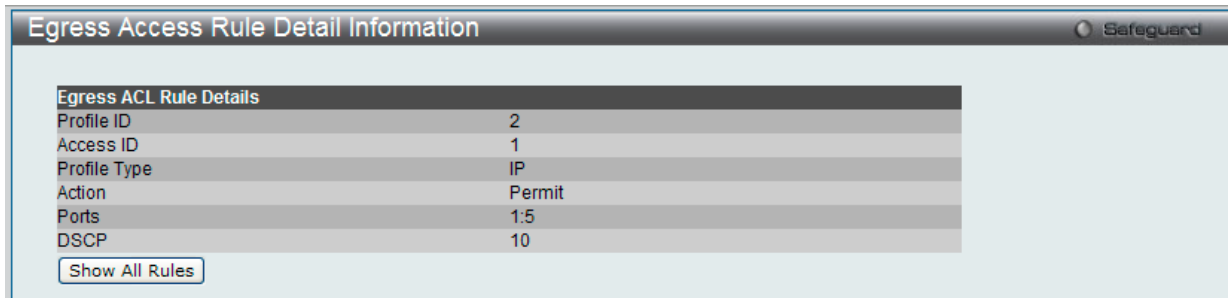 Egress Access Rule Detail Information
Safeguard
Egress ACL Rule Details
Profile ID 2
Access ID 1
Profile Type IP
Action Permit
Ports 1:5
DSCP 10
Show All Rules